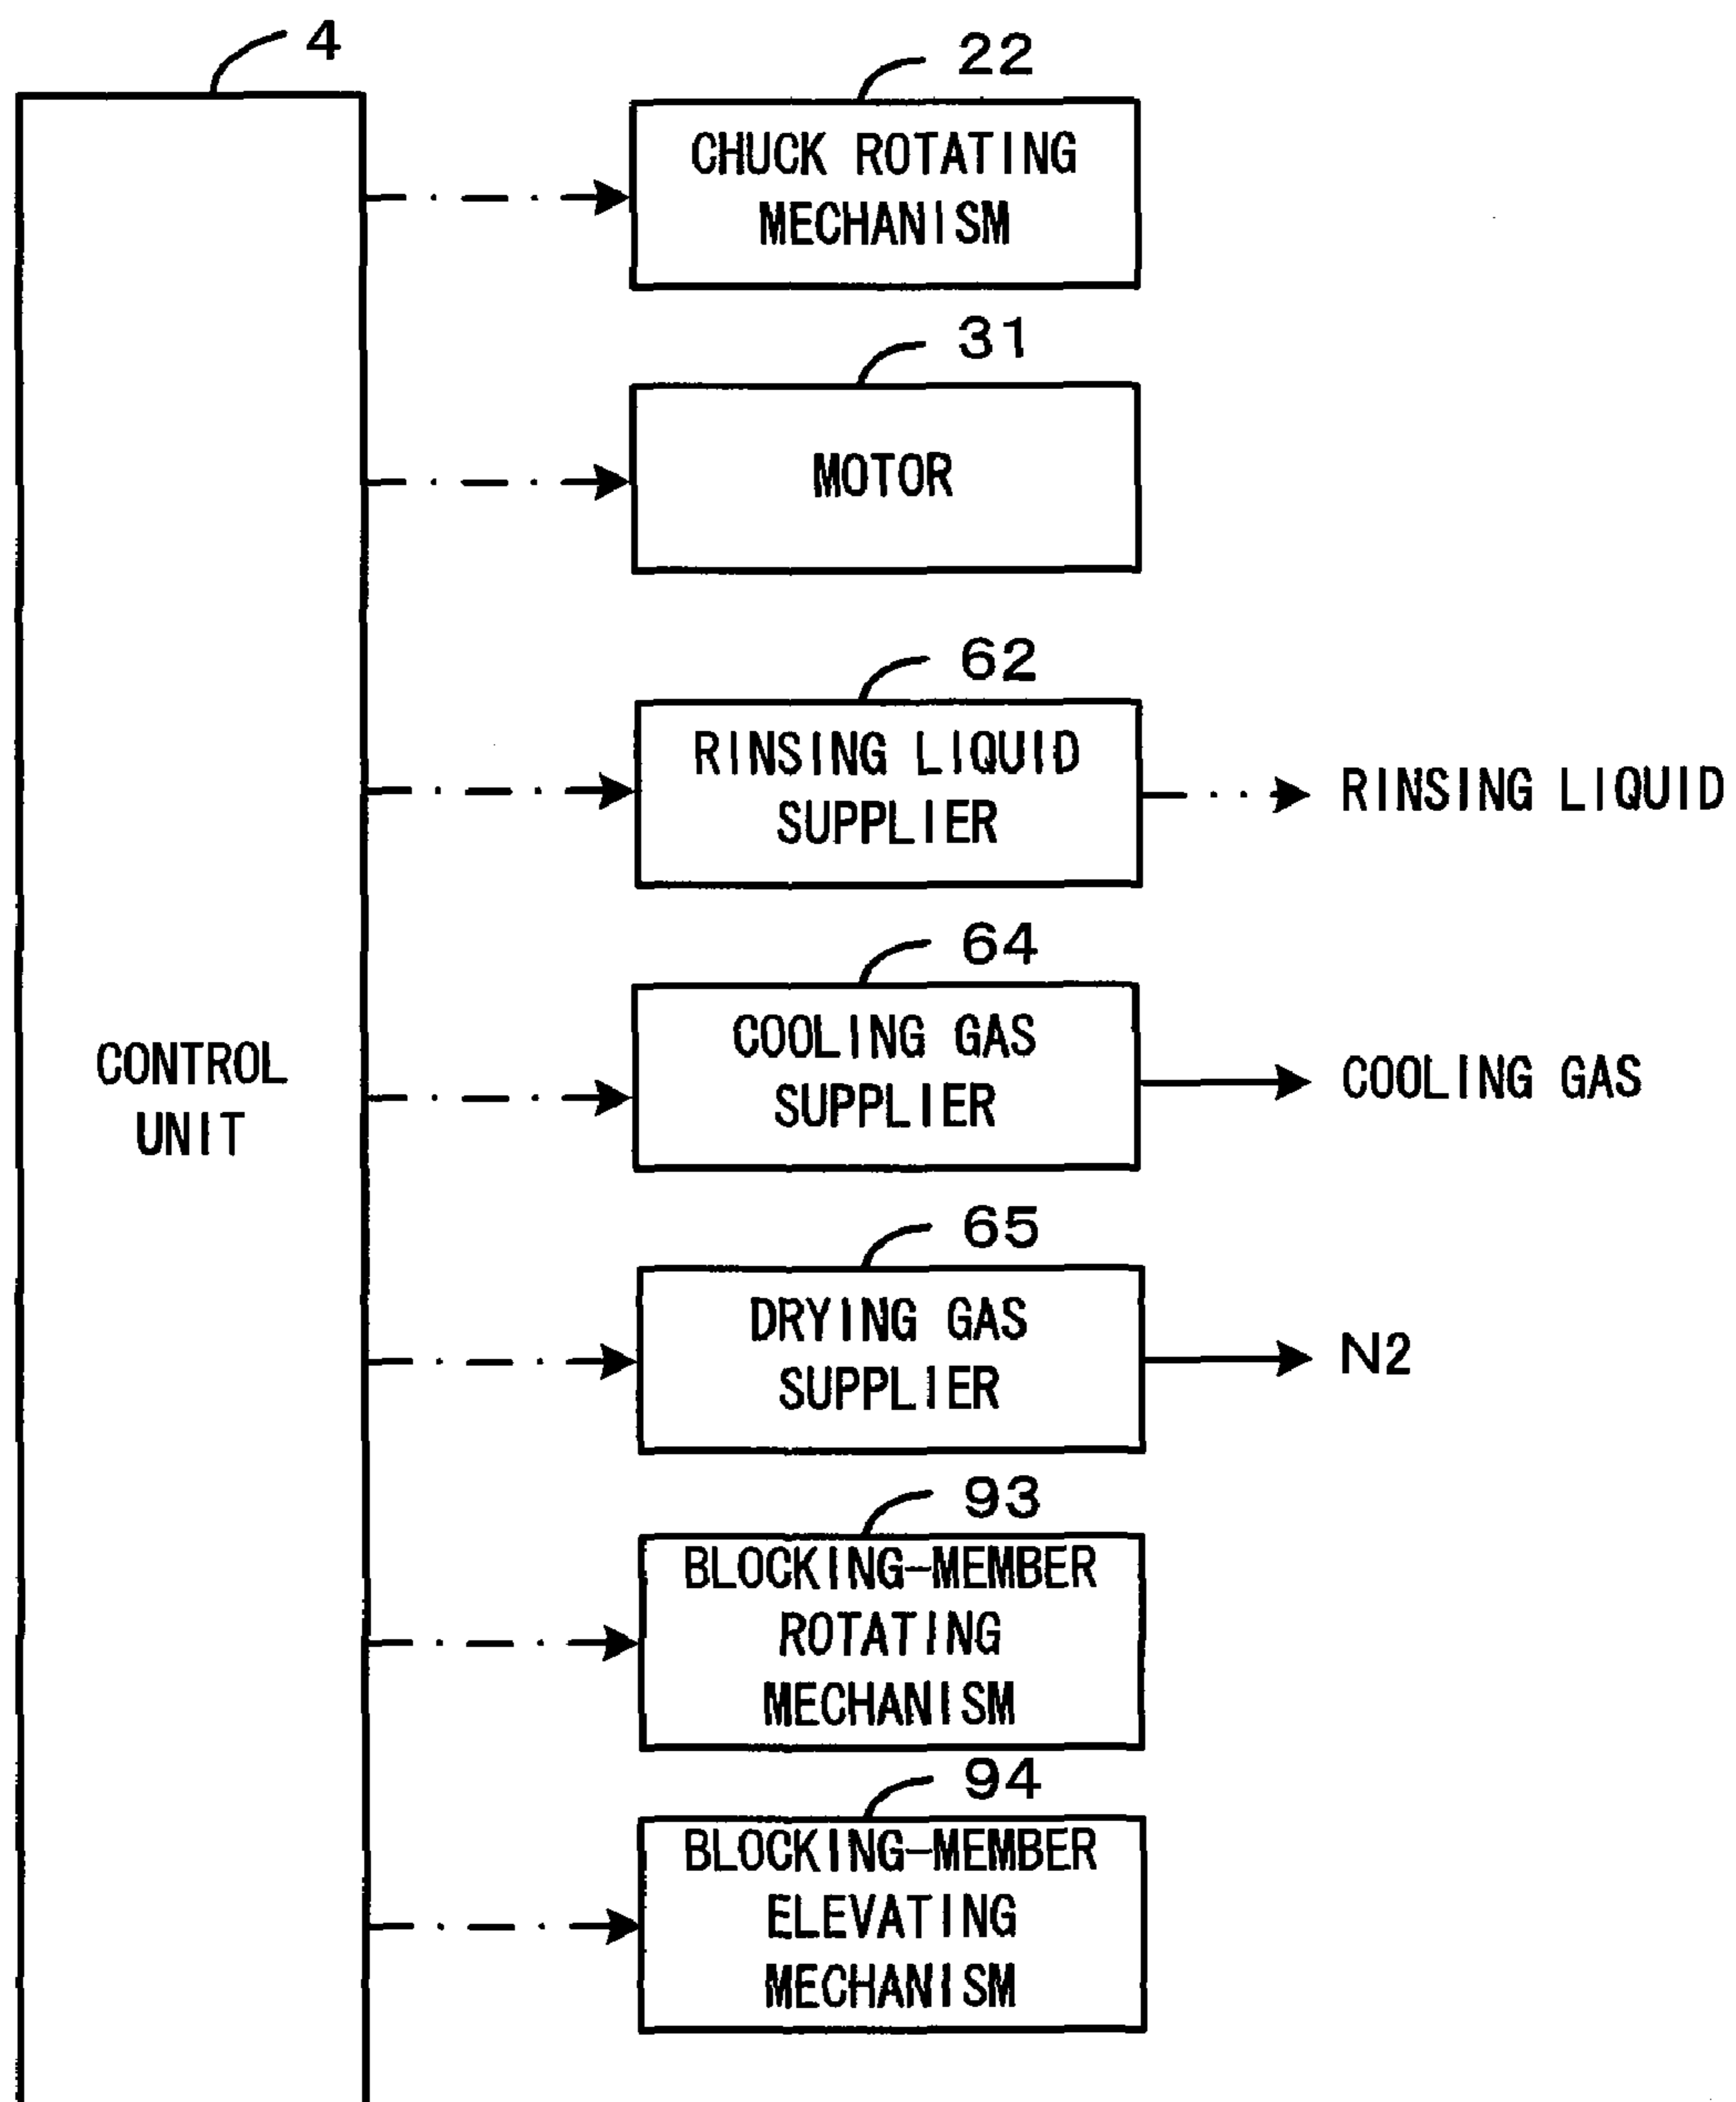 4
22
CHUCK ROTATING
MECHANISM
31
MOTOR
62
RINSING LIQUID
SUPPLIER
RINSING LIQUID
64
COOLING GAS
SUPPLIER
COOLING GAS
CONTROL
UNIT
65
DRYING GAS
SUPPLIER
N2
93
BLOCKING-MEMBER
ROTATING
MECHANISM
94
BLOCKING-MEMBER
ELEVATING
MECHANISM